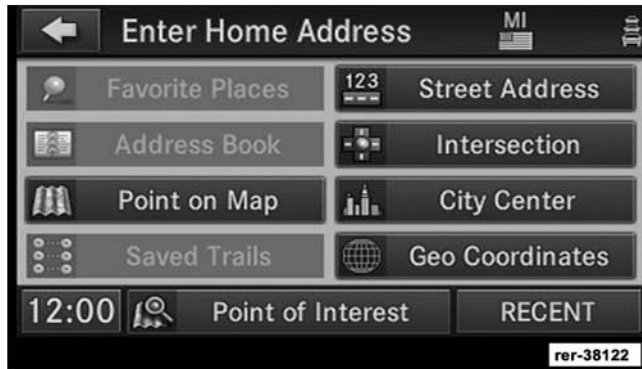 Enter Home Address
MI
Favorite Places
123
Street Address
Address Book
Intersection
Point on Map
City Center
Saved Trails
Geo Coordinates
12:00
Point of Interest
RECENT
rer-38122